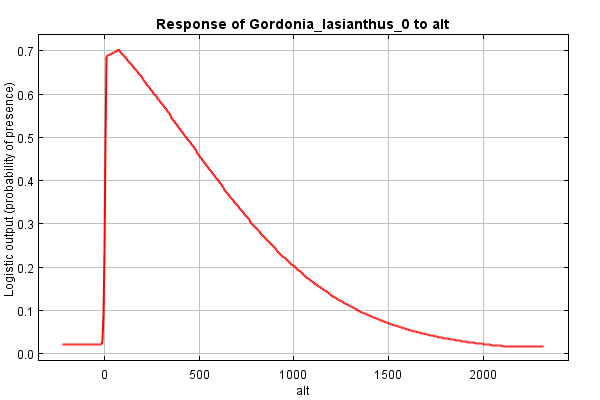 Response of Gordonia_lasianthus_0 to alt
Logistic output (probability of presence)
0.7
0.6
0.5
0.4
0.3
0.2
0.1
0.0
0 500 1000 1500 2000
alt